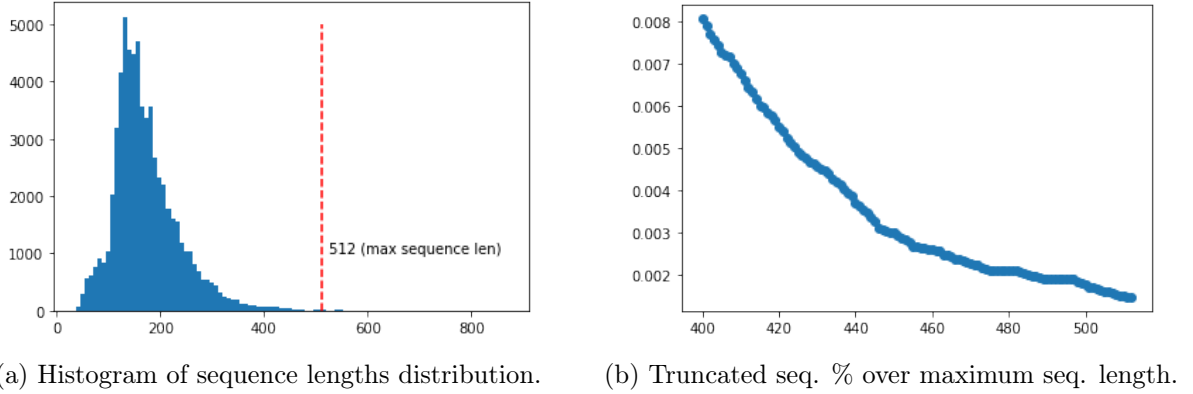 5000
4000
3000
2000
1000
0
512 (max sequence len)
0 200 400 600 800
(a) Histogram of sequence lengths distribution.
0.008
0.007
0.006
0.005
0.004
0.003
0.002
400 420 440 460 480 500
(b) Truncated seq. % over maximum seq. length.